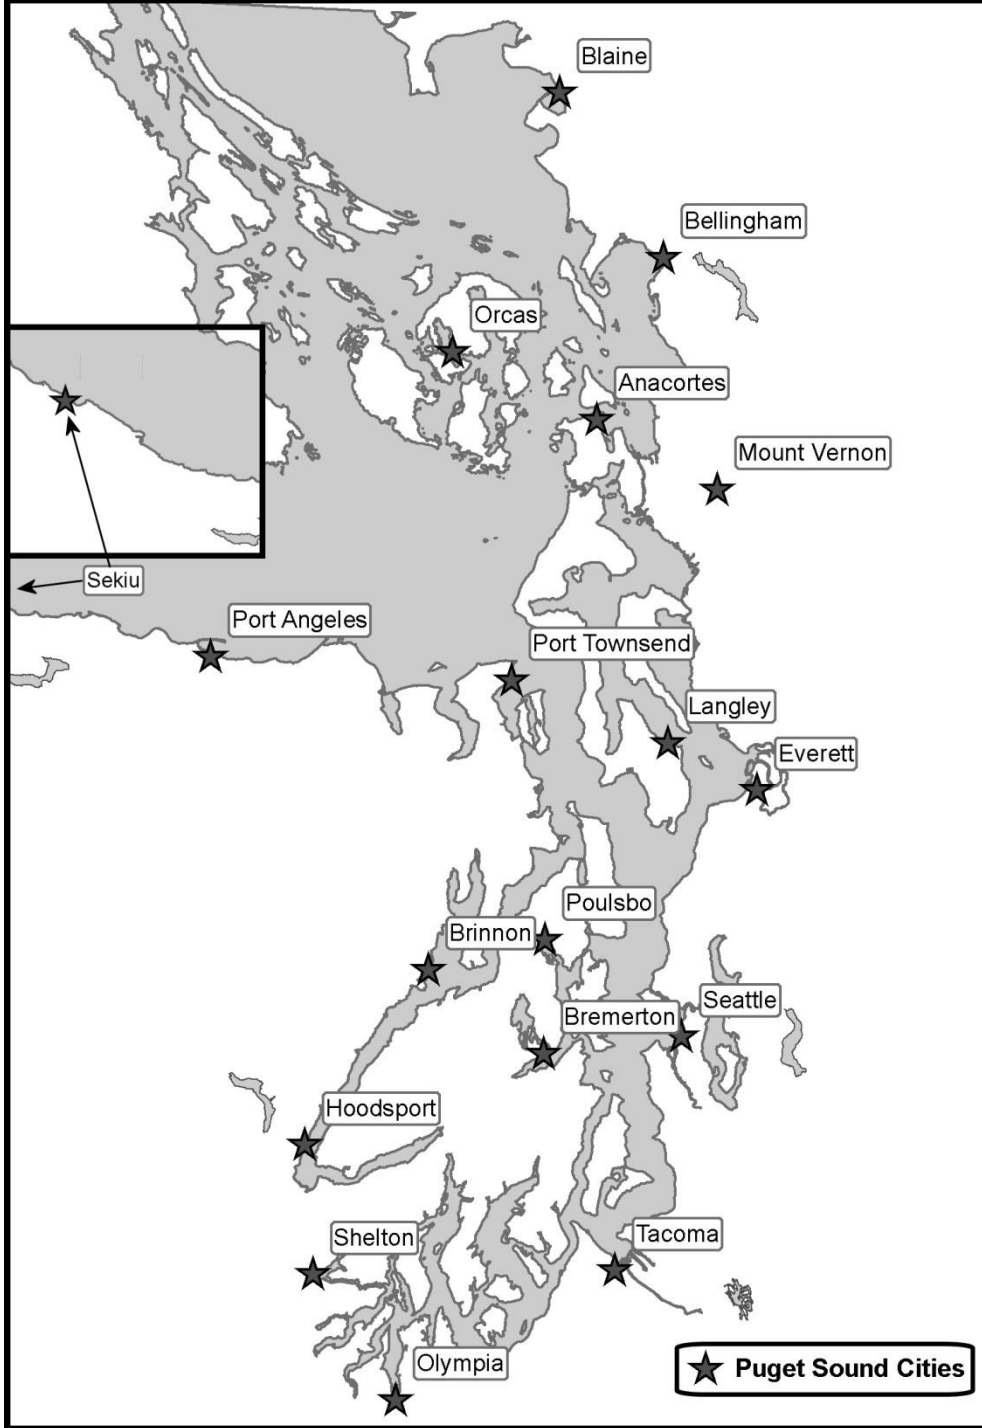 Blaine
Bellingham
Orcas
Anacortes
Mount Vernon
Sekiu
Port Angeles
Port Townsend
Langley
Everett
Poulsbo
Brinnon
Seattle
Bremerton
Hoodsport
Shelton
Tacoma
Olympia
Puget Sound Cities